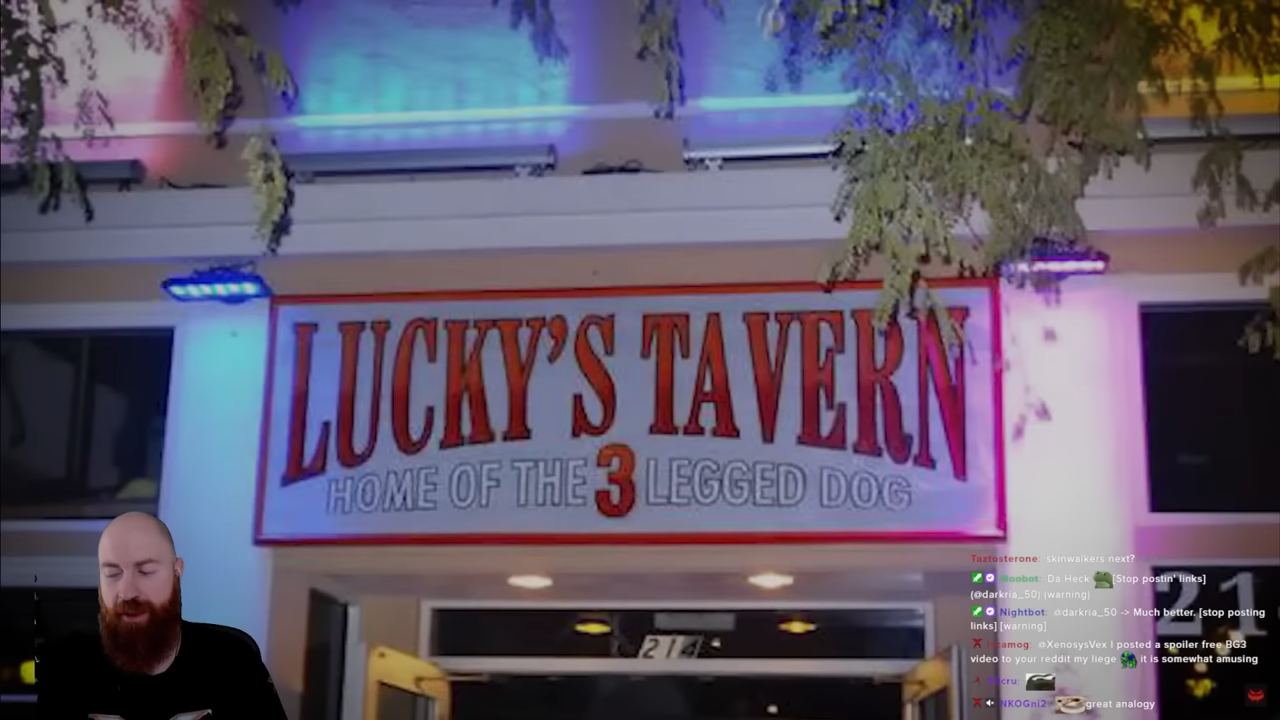 LUCKY'S TAVERN
HOME OF THE 3 LEGGED DOG
214
21
Taztosterone: skinwalkers next?
Da Heck [Stop postin' links]
(@darkria_50) (warning)
Nightbot: @darkria_50 -> Much better. [stop posting
links] [warning]
@XenosysVex I posted a spoiler free BG3
video to your reddit my liege it is somewhat amusing
NKOGni2: great analogy